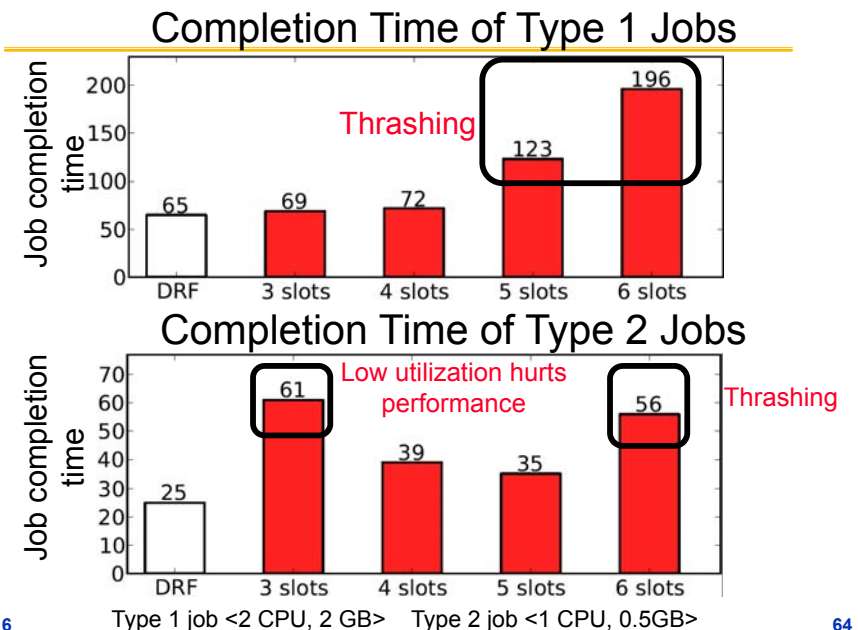 Completion Time of Type 1 Jobs
Job completion
time
200
150
100
50
0
Thrashing
65
69
72
123
196
DRF
3 slots
4 slots
5 slots
6 slots
Completion Time of Type 2 Jobs
Job completion
time
70
60
50
40
30
20
10
0
Low utilization hurts
performance
Thrashing
25
61
39
35
56
DRF
3 slots
4 slots
5 slots
6 slots
6
Type 1 job <2 CPU, 2 GB> Type 2 job <1 CPU, 0.5GB>
64